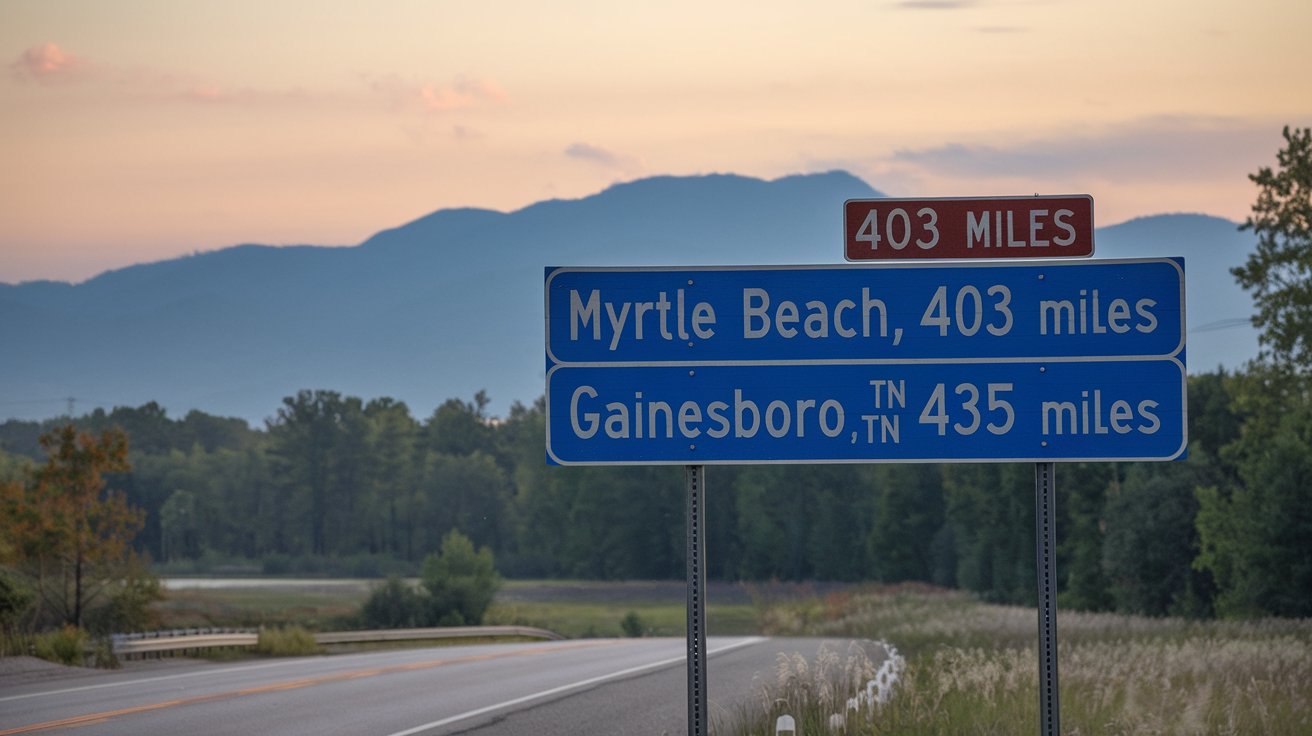 403 MILES
Myrtle Beach, 403 miles
Gainesboro, TN TN 435 miles